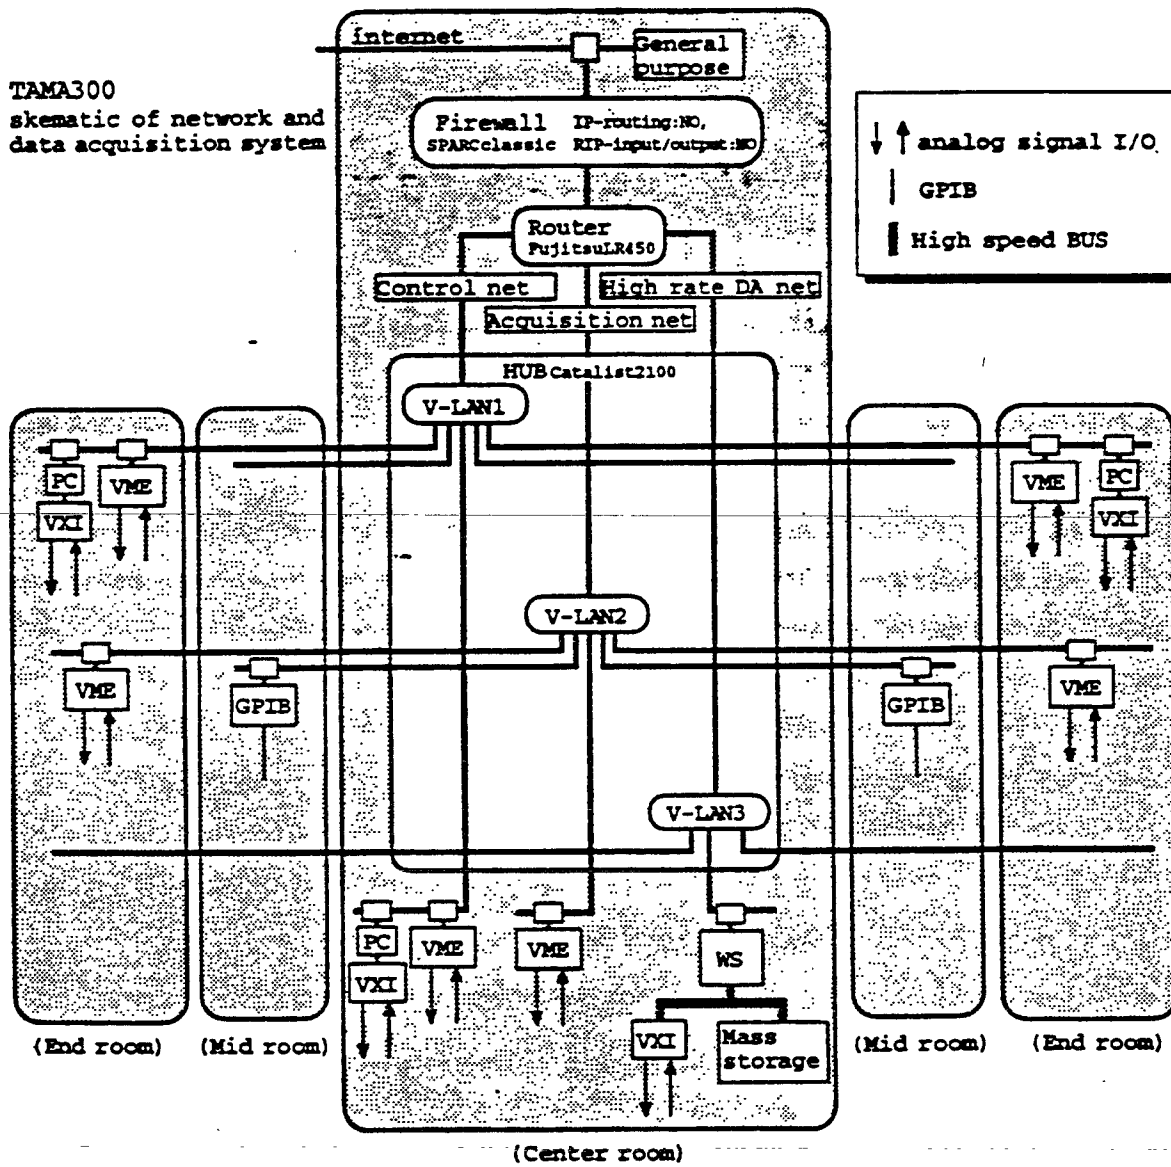 internet
General
purpose
TAMA300
skematic of network and
data acquisition system
Firewall IP-routing:NO,
SPARCclassic RIP-input/output:NO
analog signal I/O
GPIB
High speed BUS
Router
FujitsuLR450
Control net
High rate DA net
Acquisition net
HUB Catalist2100
V-LAN1
PC
VME
VXI
VME
PC
VXI
V-LAN2
VME
GPIB
GPIB
VME
V-LAN3
PC
VME
VXI
VME
WS
VXI
Mass
storage
(End room)
(Mid room)
(Mid room)
(End room)
(Center room)